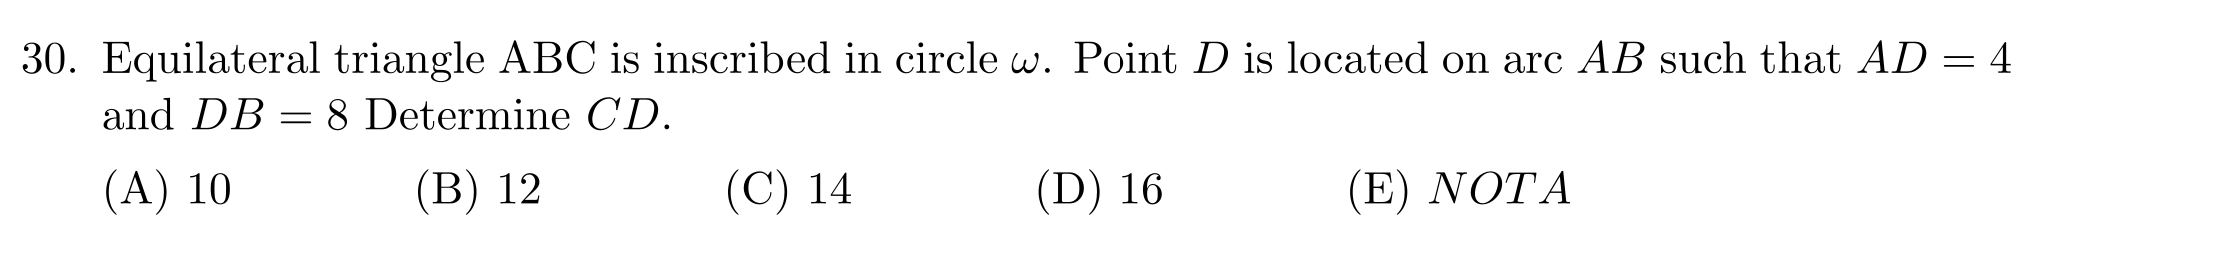 30. Equilateral triangle ABC is inscribed in circle ω. Point D is located on arc AB such that AD = 4
and DB = 8 Determine CD.
(A) 10 (B) 12 (C) 14 (D) 16 (E) NOTA